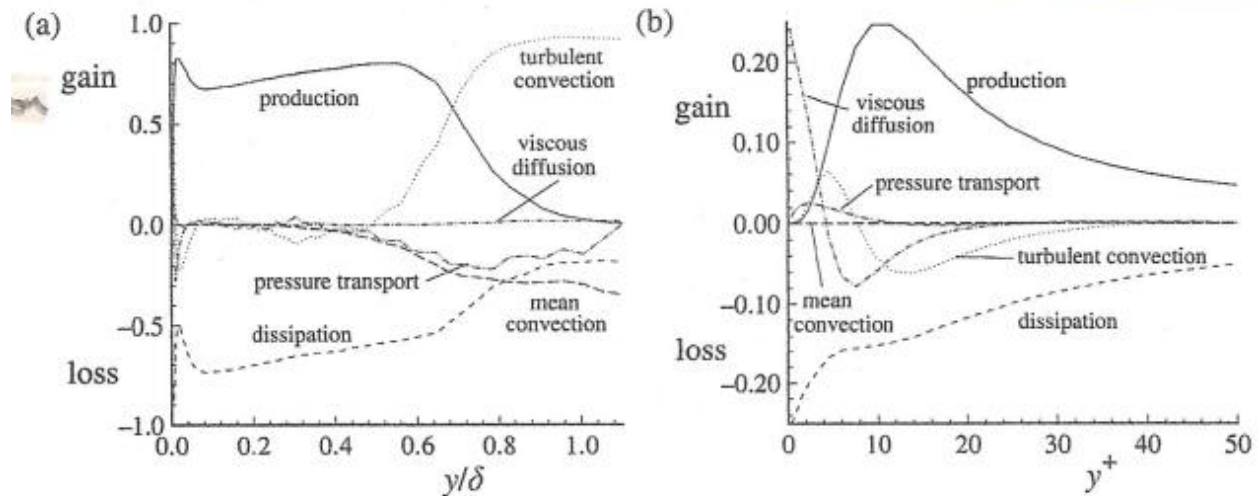 (a)
gain
loss
1.0
0.5
0.0
−0.5
−1.0
turbulent
convection
production
viscous
diffusion
pressure transport
mean
convection
dissipation
0.0 0.2 0.4 0.6 0.8 1.0
y/δ
(b)
gain
loss
0.20
0.10
0.00
−0.10
−0.20
production
viscous
diffusion
pressure transport
turbulent convection
mean
convection
dissipation
0 10 20 30 40 50
y+